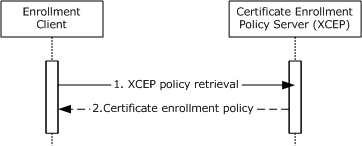 Enrollment
Client
Certificate Enrollment
Policy Server (XCEP)
1. XCEP policy retrieval
2.Certificate enrollment policy